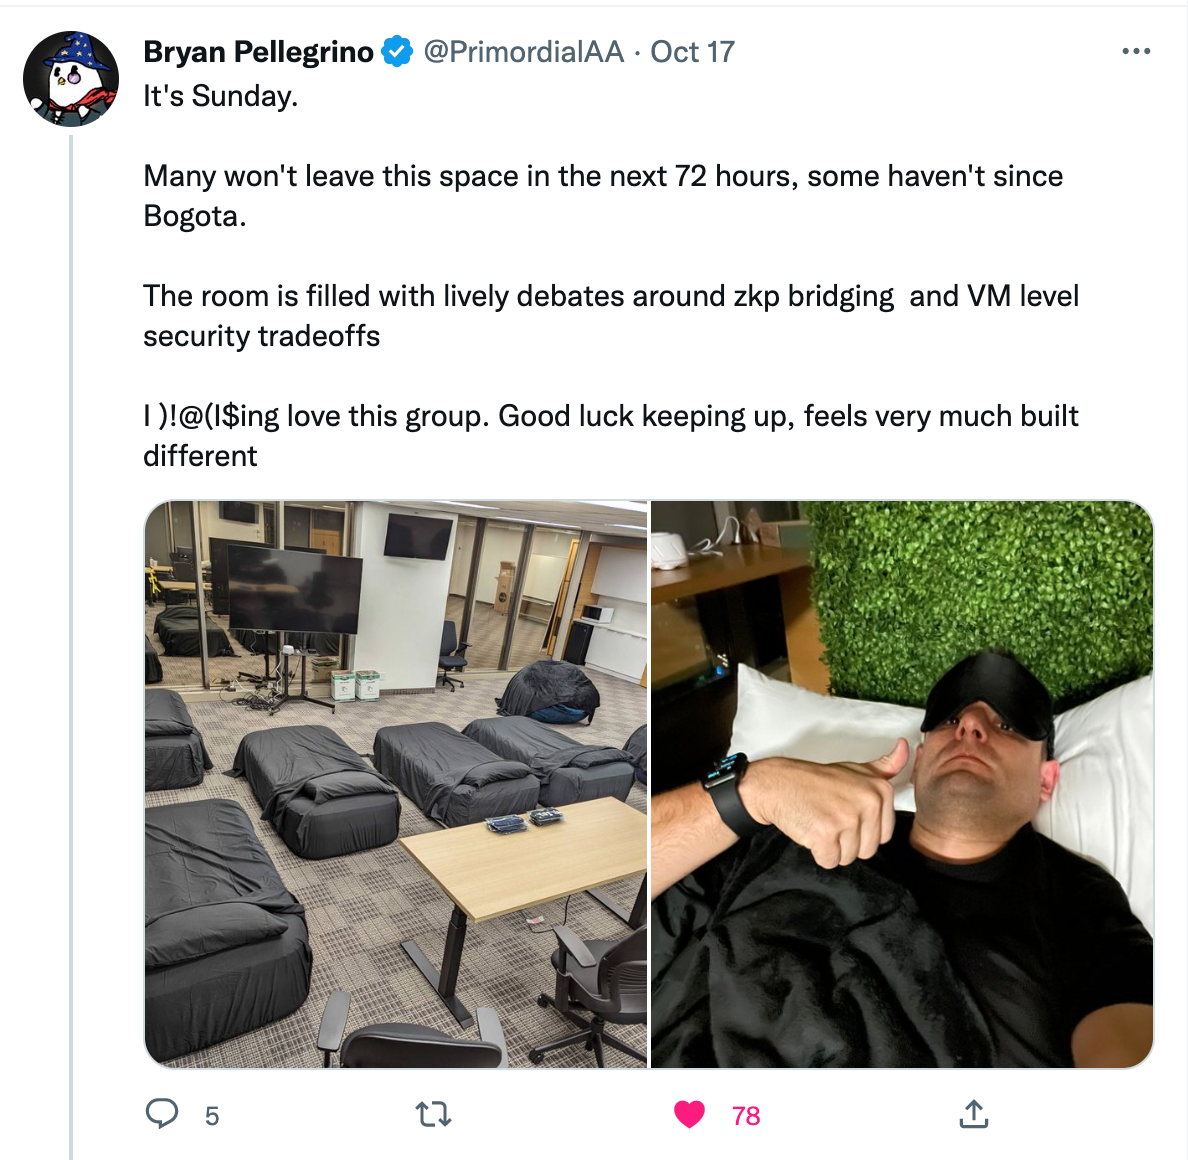 Bryan Pellegrino @PrimordialAA · Oct 17
It's Sunday.
Many won't leave this space in the next 72 hours, some haven't since
Bogota.
The room is filled with lively debates around zkp bridging  and VM level
security tradeoffs
I )!@(I$ing love this group. Good luck keeping up, feels very much built
different
5
78